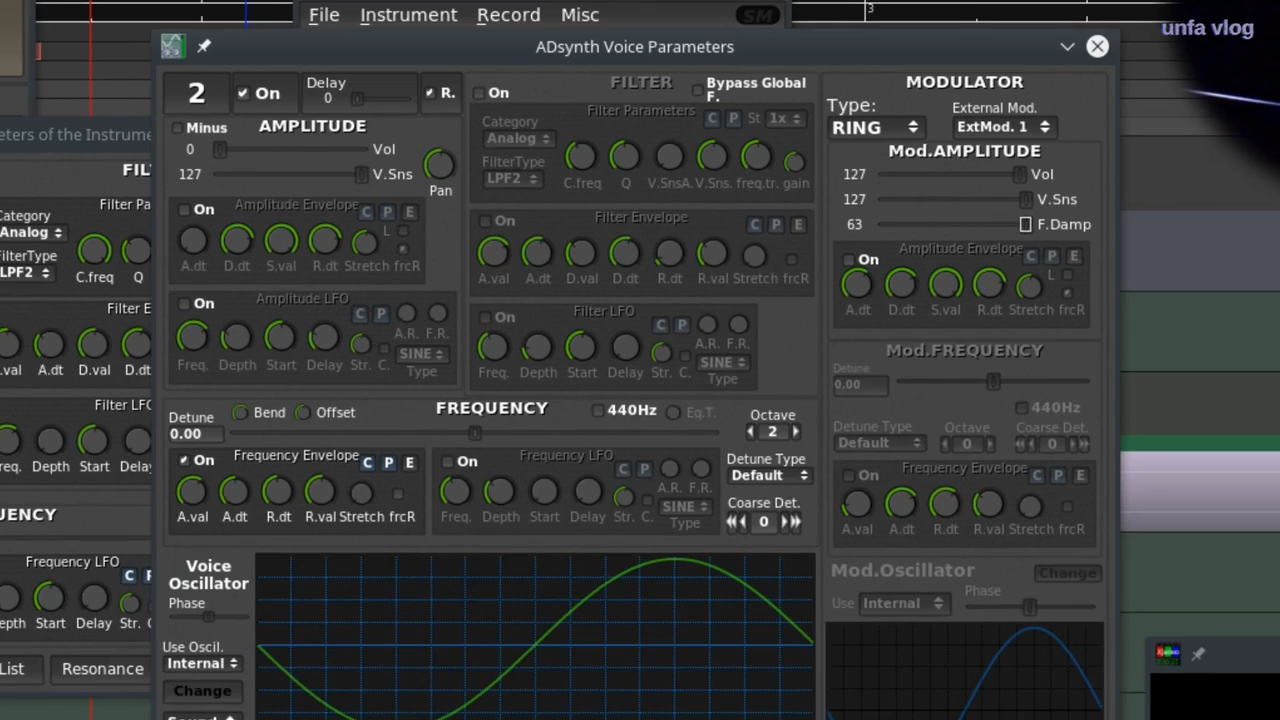 File Instrument Record Misc SM
3
unfa vlog
ADsynth Voice Parameters
eters of the Instrume
2 On Delay 0 R.
Minus AMPLITUDE
0 Vol
127 V.Sns
Pan
On Amplitude Envelope C P E
L
A.dt D.dt S.val R.dt Stretch frcR
On Amplitude LFO
C P A.R. F.R.
SINE
Freq. Depth Start Delay Str. C. Type
FILTER
On Bypass Global F.
Filter Parameters
Category C P St 1x
Analog
FilterType
LPF2
C.freq Q V.SnsA. V.Sns. freq.tr. gain
On Filter Envelope C P E
A.val A.dt D.val D.dt R.dt R.val Stretch frcR
On Filter LFO
C P A.R. F.R.
SINE
Freq. Depth Start Delay Str. C. Type
MODULATOR
Type: External Mod.
RING ExtMod. 1
Mod.AMPLITUDE
127 Vol
127 V.Sns
63 F.Damp
On Amplitude Envelope C P E
L
A.dt D.dt S.val R.dt Stretch frcR
Mod.FREQUENCY
Detune
0.00
440Hz
Detune Type Octave Coarse Det.
Default 0 0
On Frequency Envelope C P E
A.val A.dt R.dt R.val Stretch frcR
Mod.Oscillator Change
Use Internal Phase
Detune Bend Offset FREQUENCY 440Hz Eq.T. Octave
0.00 2
On Frequency Envelope C P E
A.val A.dt R.dt R.val Stretch frcR
On Frequency LFO
C P A.R. F.R.
SINE
Freq. Depth Start Delay Str. C. Type
Detune Type
Default
Coarse Det.
0
Voice
Oscillator
Phase
Use Oscil.
Internal
Change
FIL
Filter Pa
Category
Analog
FilterType
LPF2
C.freq Q
Filter E
.val A.dt D.val D.dt
Filter LFO
req. Depth Start Delay
UENCY
Frequency LFO
C P
epth Start Delay Str. C
List Resonance